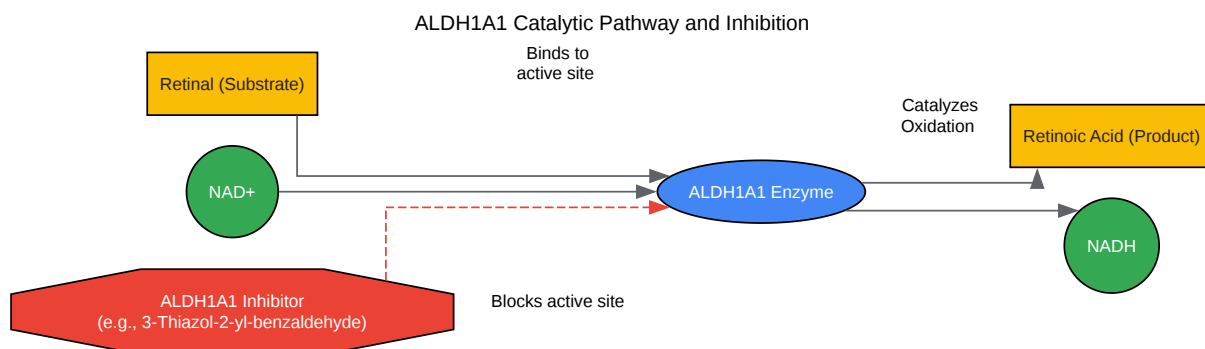 ALDH1A1 Catalytic Pathway and Inhibition
Binds to
active site
Retinal (Substrate)
Catalyzes
Oxidation
Retinoic Acid (Product)
NAD+
ALDH1A1 Enzyme
NADH
ALDH1A1 Inhibitor
(e.g., 3-Thiazol-2-yl-benzaldehyde)
Blocks active site